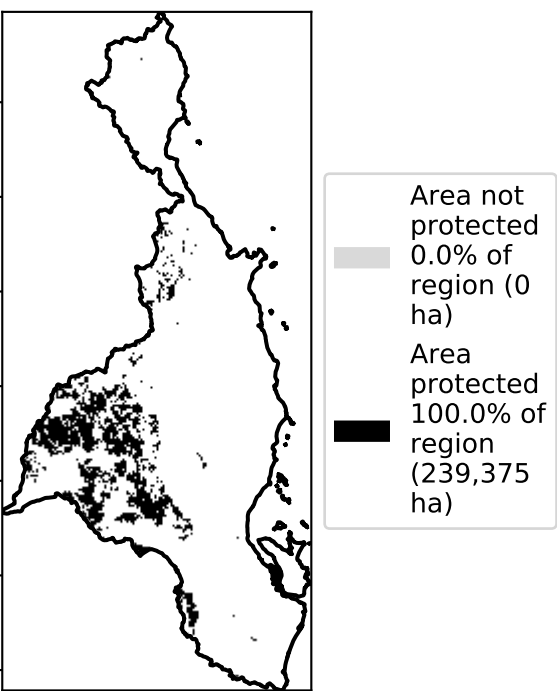 Area not
protected
0.0% of
region (0
ha)
Area
protected
100.0% of
region
(239,375
ha)